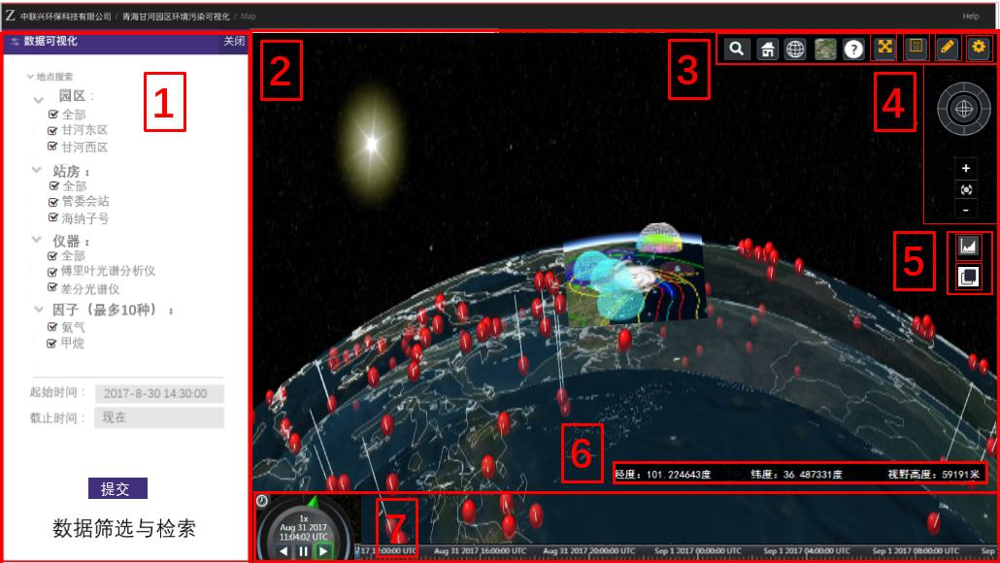 Z 中联兴环保科技有限公司 / 青海甘河园区环境污染可视化 / Map
Help
数据可视化
关闭
地点搜索
园区：
全部
甘河东区
甘河西区
站房：
全部
管委会站
海纳子号
仪器：
全部
傅里叶光谱分析仪
差分光谱仪
因子（最多10种）：
氨气
甲烷
起始时间：
2017-8-30 14:30:00
截止时间：
现在
提交
数据筛选与检索
1
2
3
?
4
+
-
5
6
经度：101.224643度 纬度：36.487331度 视野高度：59191米
7
1x
Aug 31 2017
11:04:02 UTC
17 12:00:00 UTC Aug 31 2017 16:00:00 UTC Aug 31 2017 20:00:00 UTC Sep 1 2017 00:00:00 UTC Sep 1 2017 04:00:00 UTC Sep 1 2017 08:00:00 UTC Sep